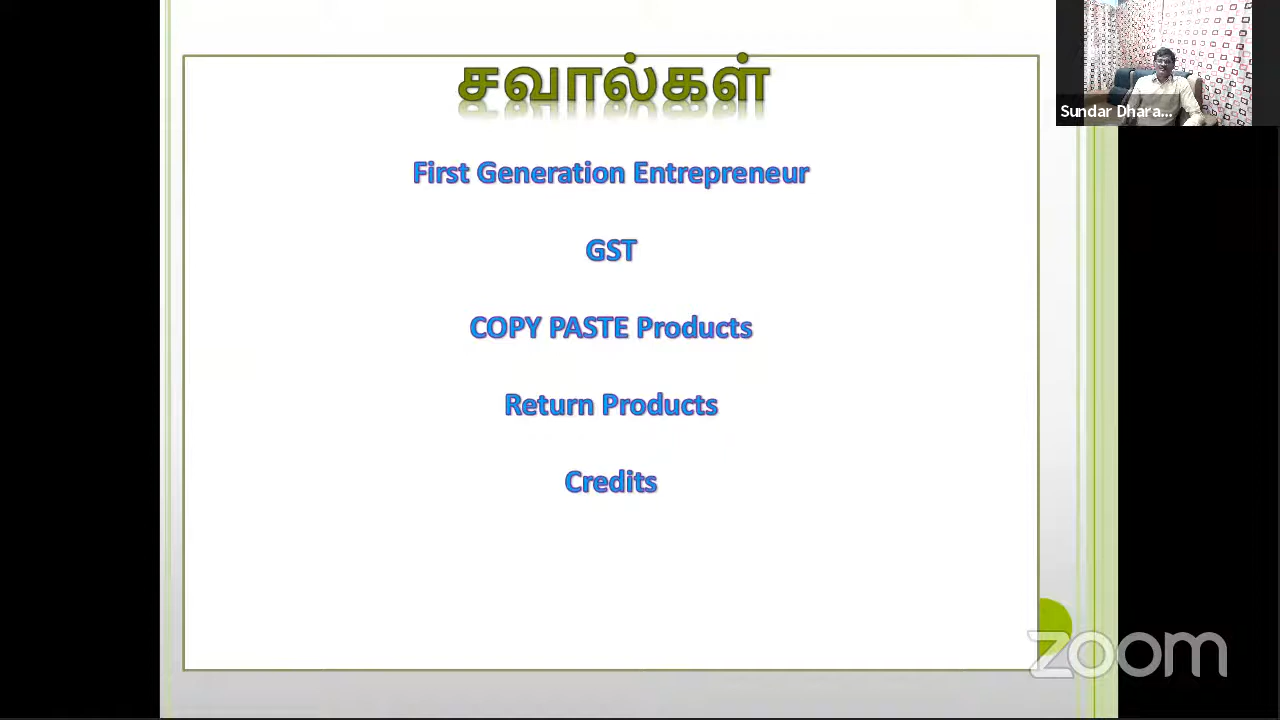 சவால்கள்
First Generation Entrepreneur
GST
COPY PASTE Products
Return Products
Credits
Sundar Dhara...
zoom